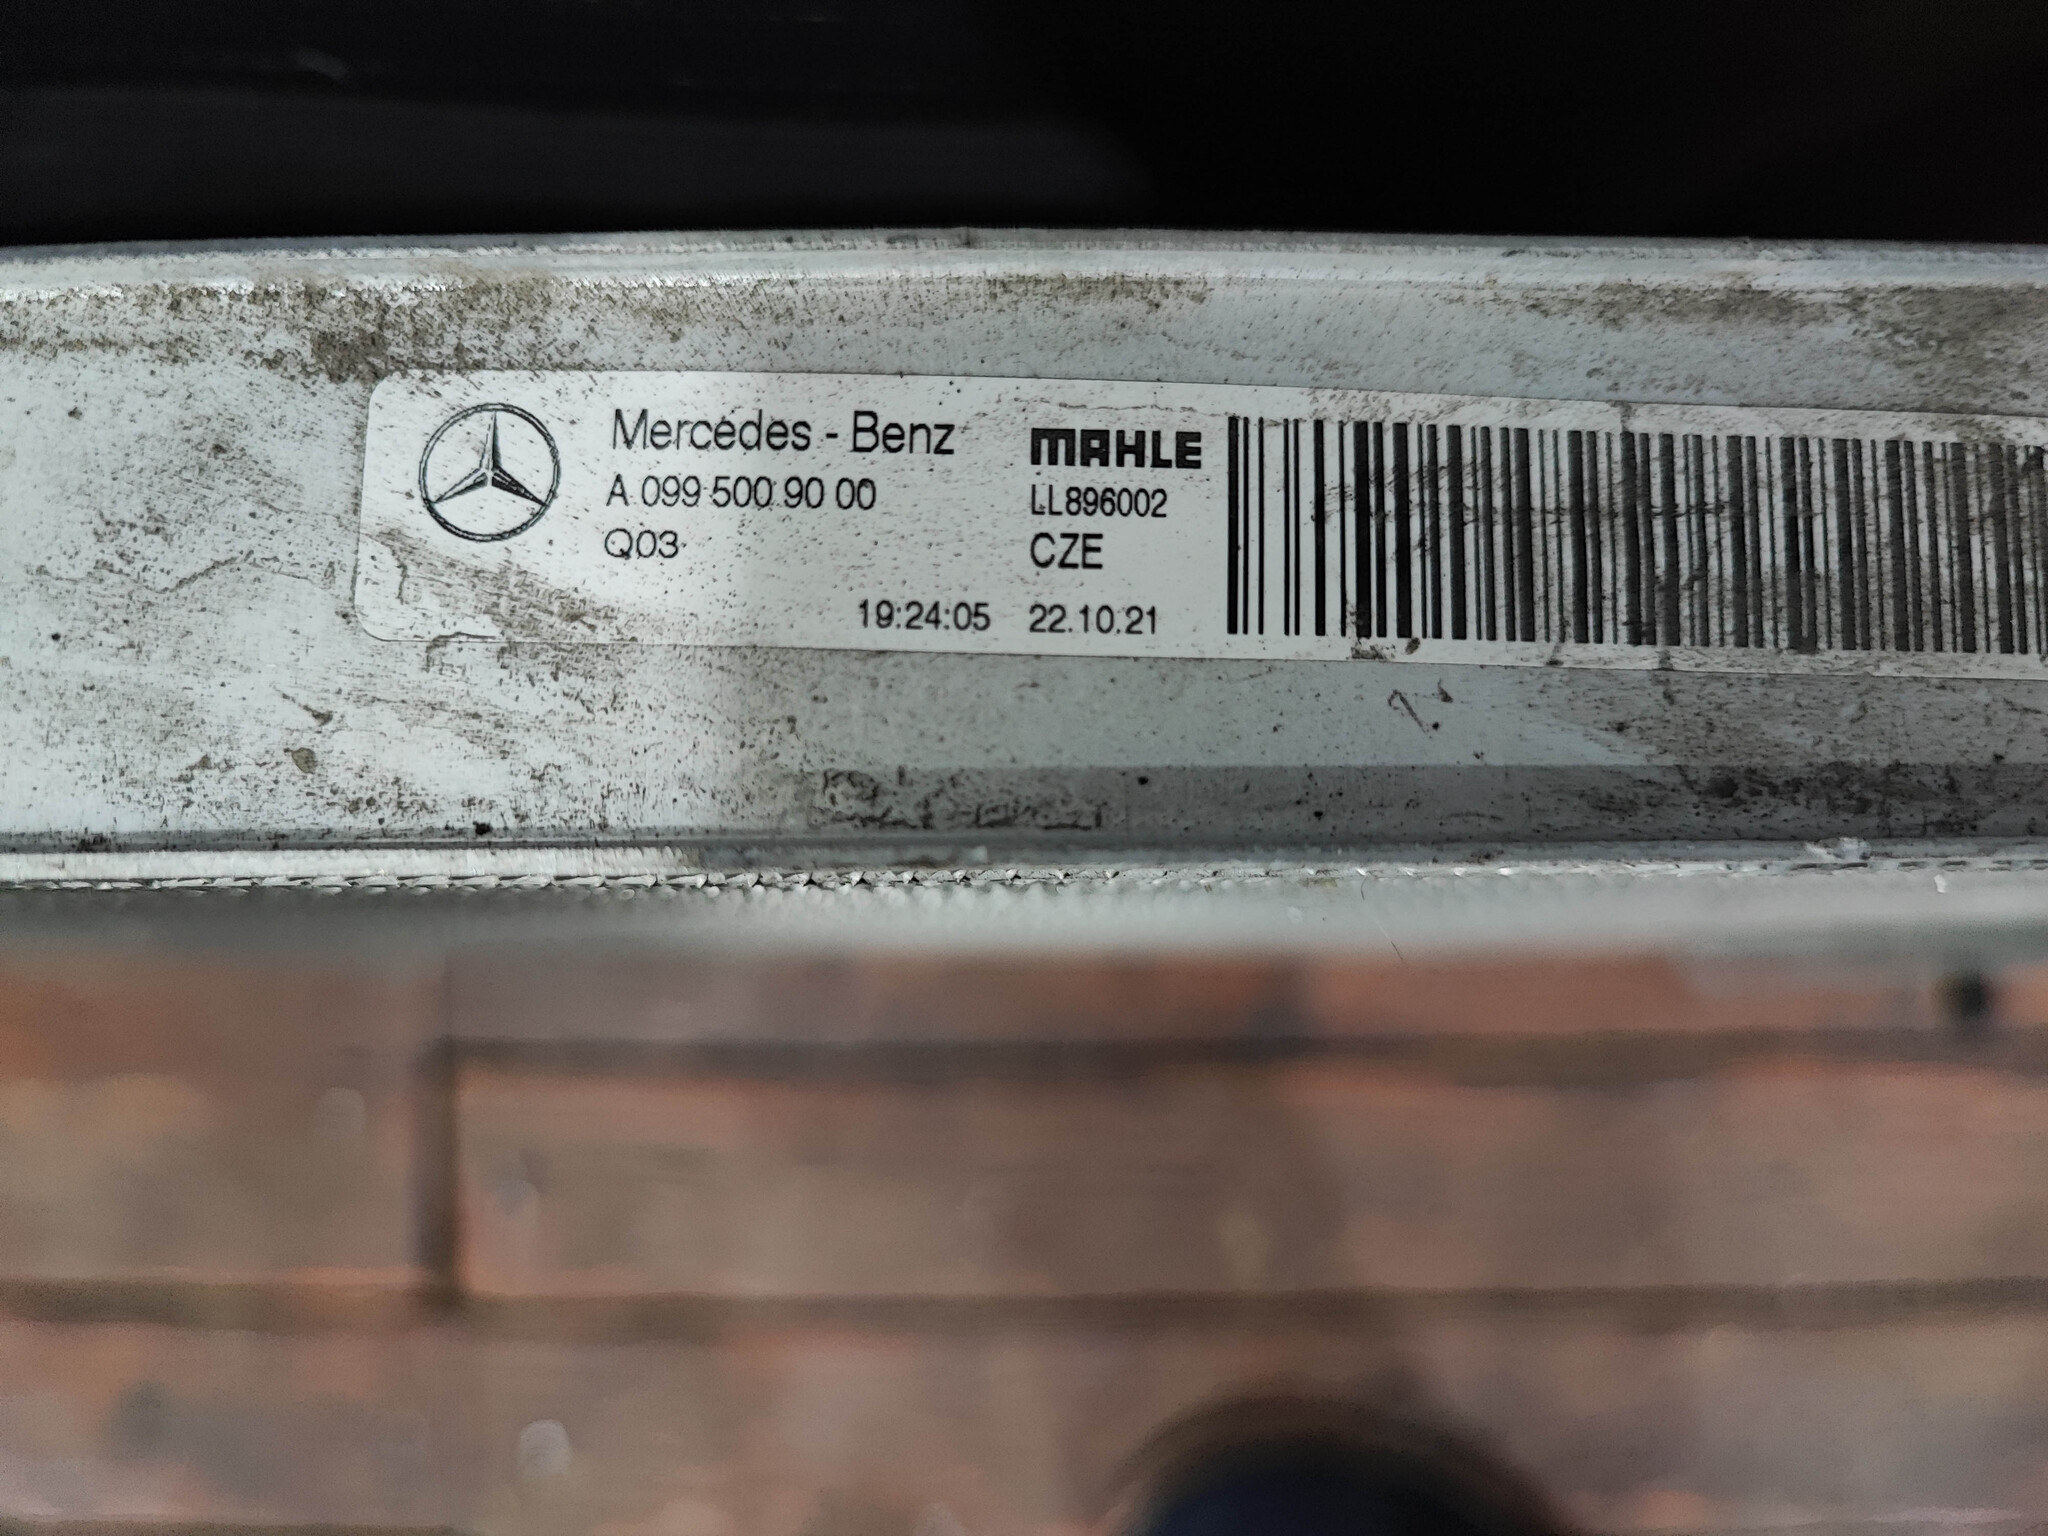 Mercedes - Benz
A 099 500 90 00
Q03
19:24:05
MAHLE
LL896002
CZE
22.10.21